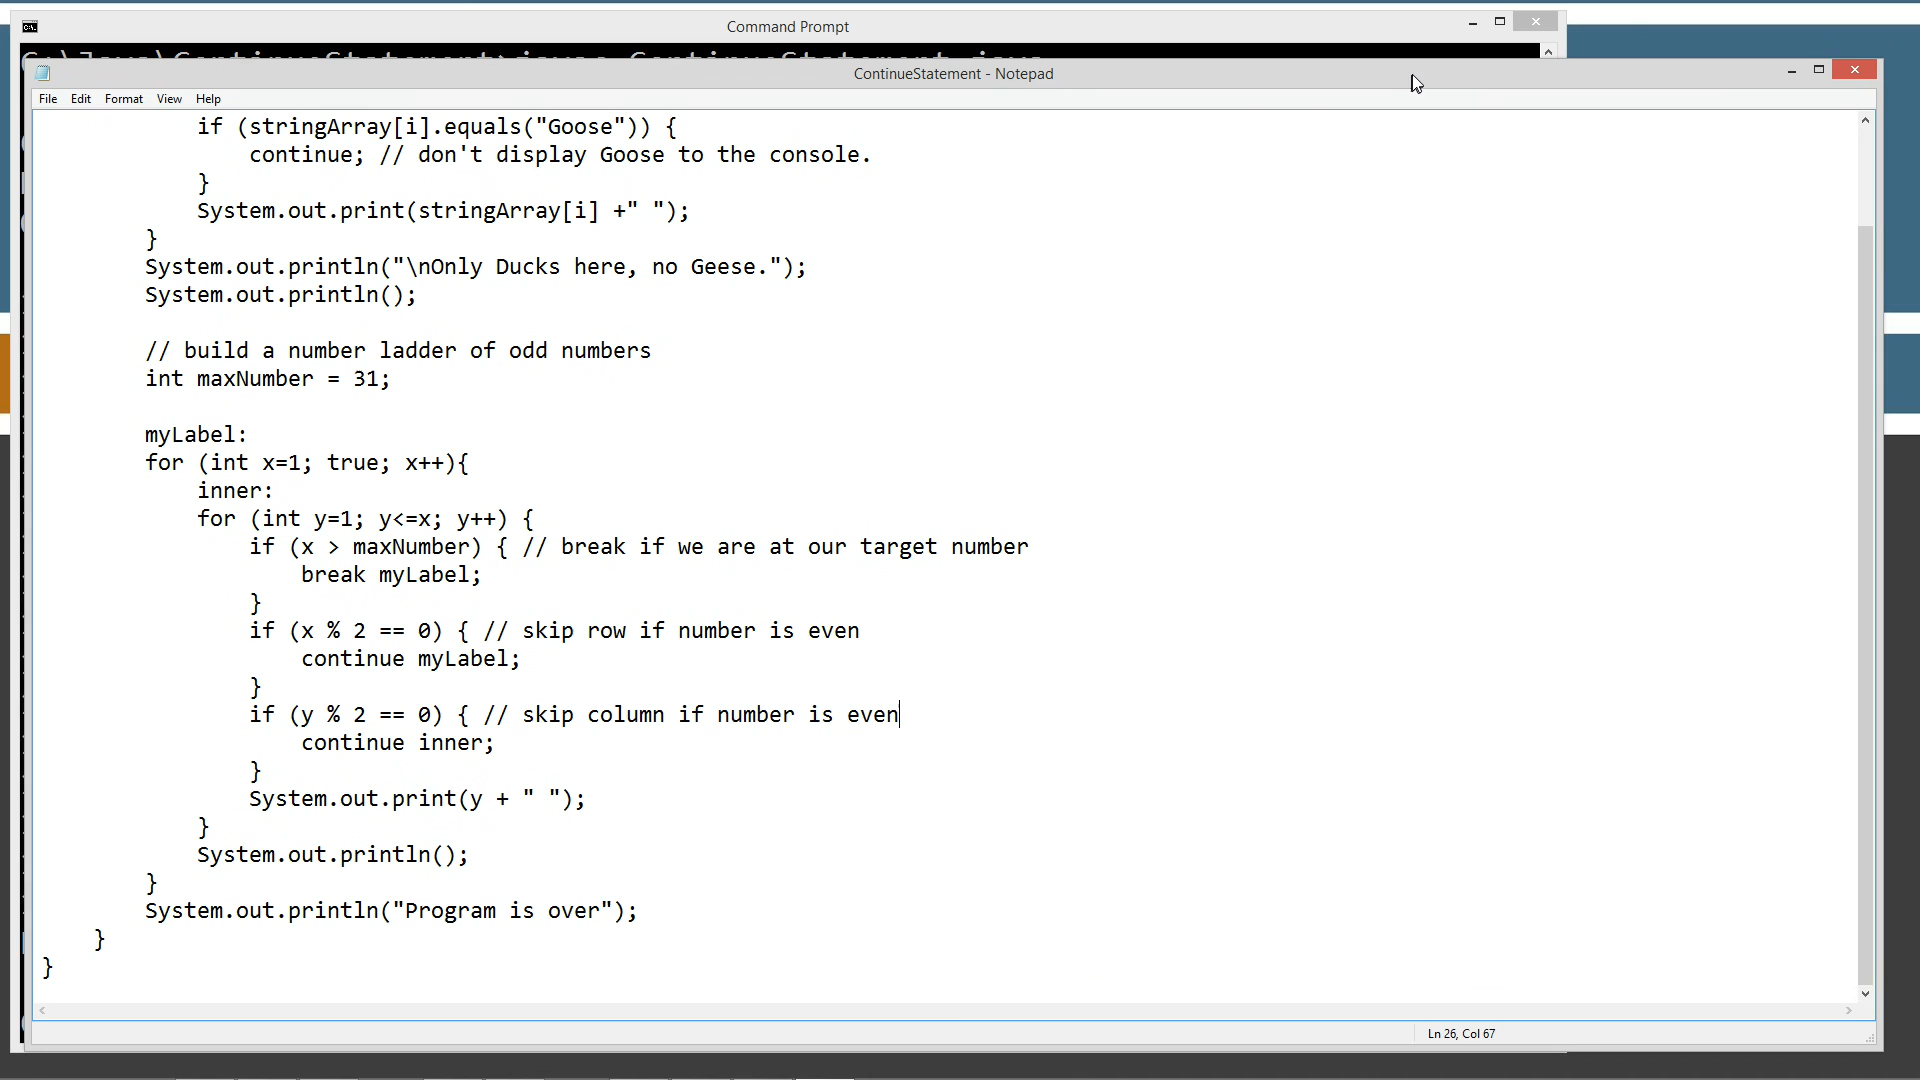 Command Prompt
C:\Java\ContinueStatement>javac ContinueStatement.java
ContinueStatement - Notepad
File Edit Format View Help
if (stringArray[i].equals("Goose")) {
continue; // don't display Goose to the console.
}
System.out.print(stringArray[i] +" ");
}
System.out.println("\nOnly Ducks here, no Geese.");
System.out.println();
// build a number ladder of odd numbers
int maxNumber = 31;
myLabel:
for (int x=1; true; x++){
inner:
for (int y=1; y<=x; y++) {
if (x > maxNumber) { // break if we are at our target number
break myLabel;
}
if (x % 2 == 0) { // skip row if number is even
continue myLabel;
}
if (y % 2 == 0) { // skip column if number is even
continue inner;
}
System.out.print(y + " ");
}
System.out.println();
}
System.out.println("Program is over");
}
}
Ln 26, Col 67